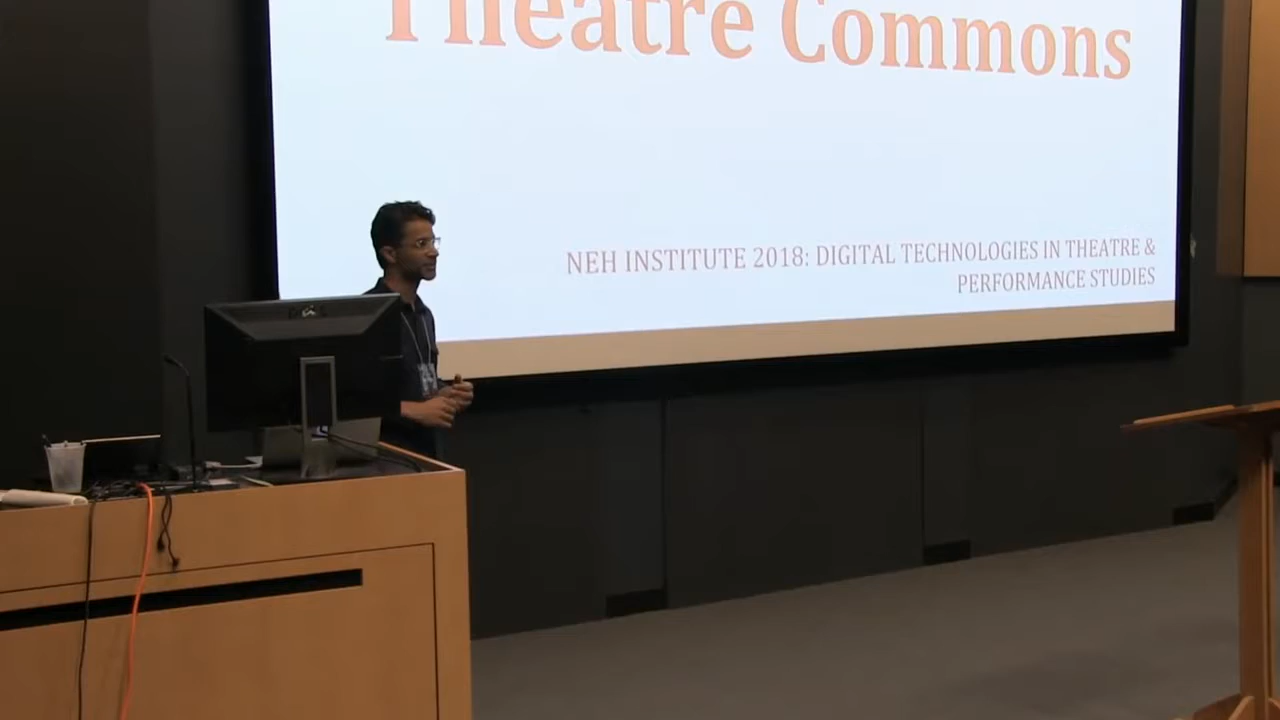 Theatre Commons
NEH INSTITUTE 2018: DIGITAL TECHNOLOGIES IN THEATRE &
PERFORMANCE STUDIES